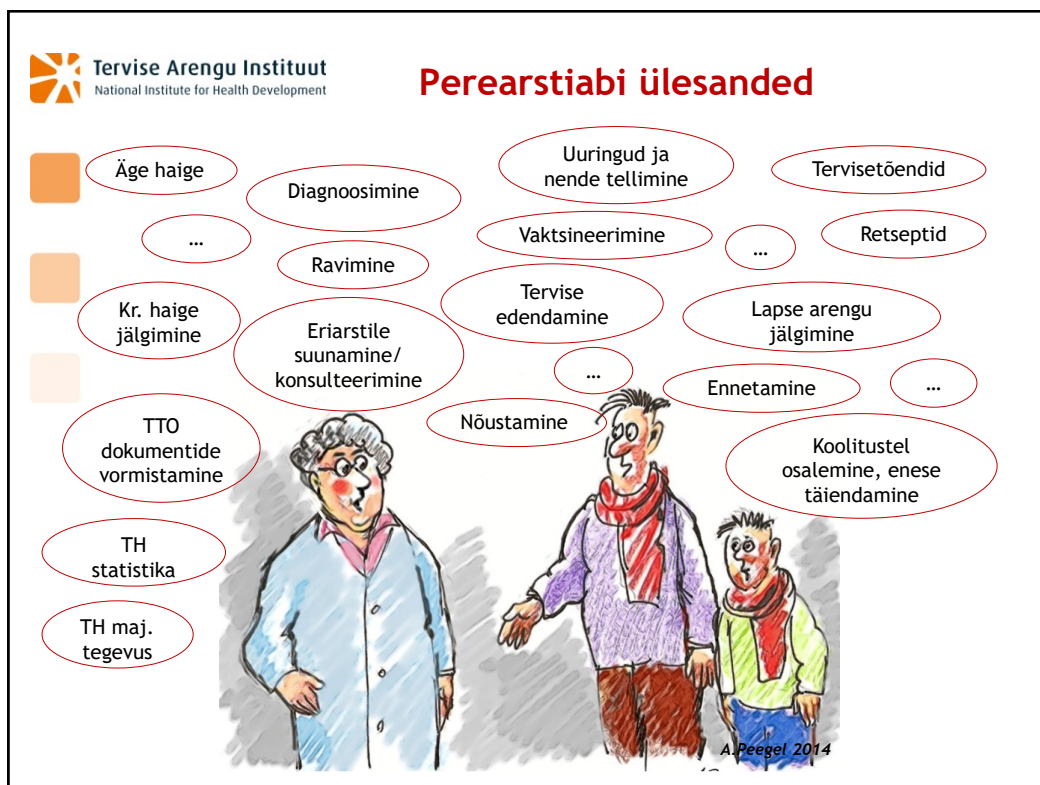 Tervise Arengu Instituut
National Institute for Health Development
Perearstiabi ülesanded
Äge haige
Diagnoosimine
Uuringud ja
nende tellimine
Tervisetõendid
…
Ravimine
Vaktsineerimine
…
Retseptid
Kr. haige
jälgimine
Eriarstile
suunamine/
konsulteerimine
Tervise
edendamine
Lapse arengu
jälgimine
…
Ennetamine
…
Nõustamine
TTO
dokumentide
vormistamine
Koolitustel
osalemine, enese
täiendamine
TH
statistika
TH maj.
tegevus
A.Peegel 2014